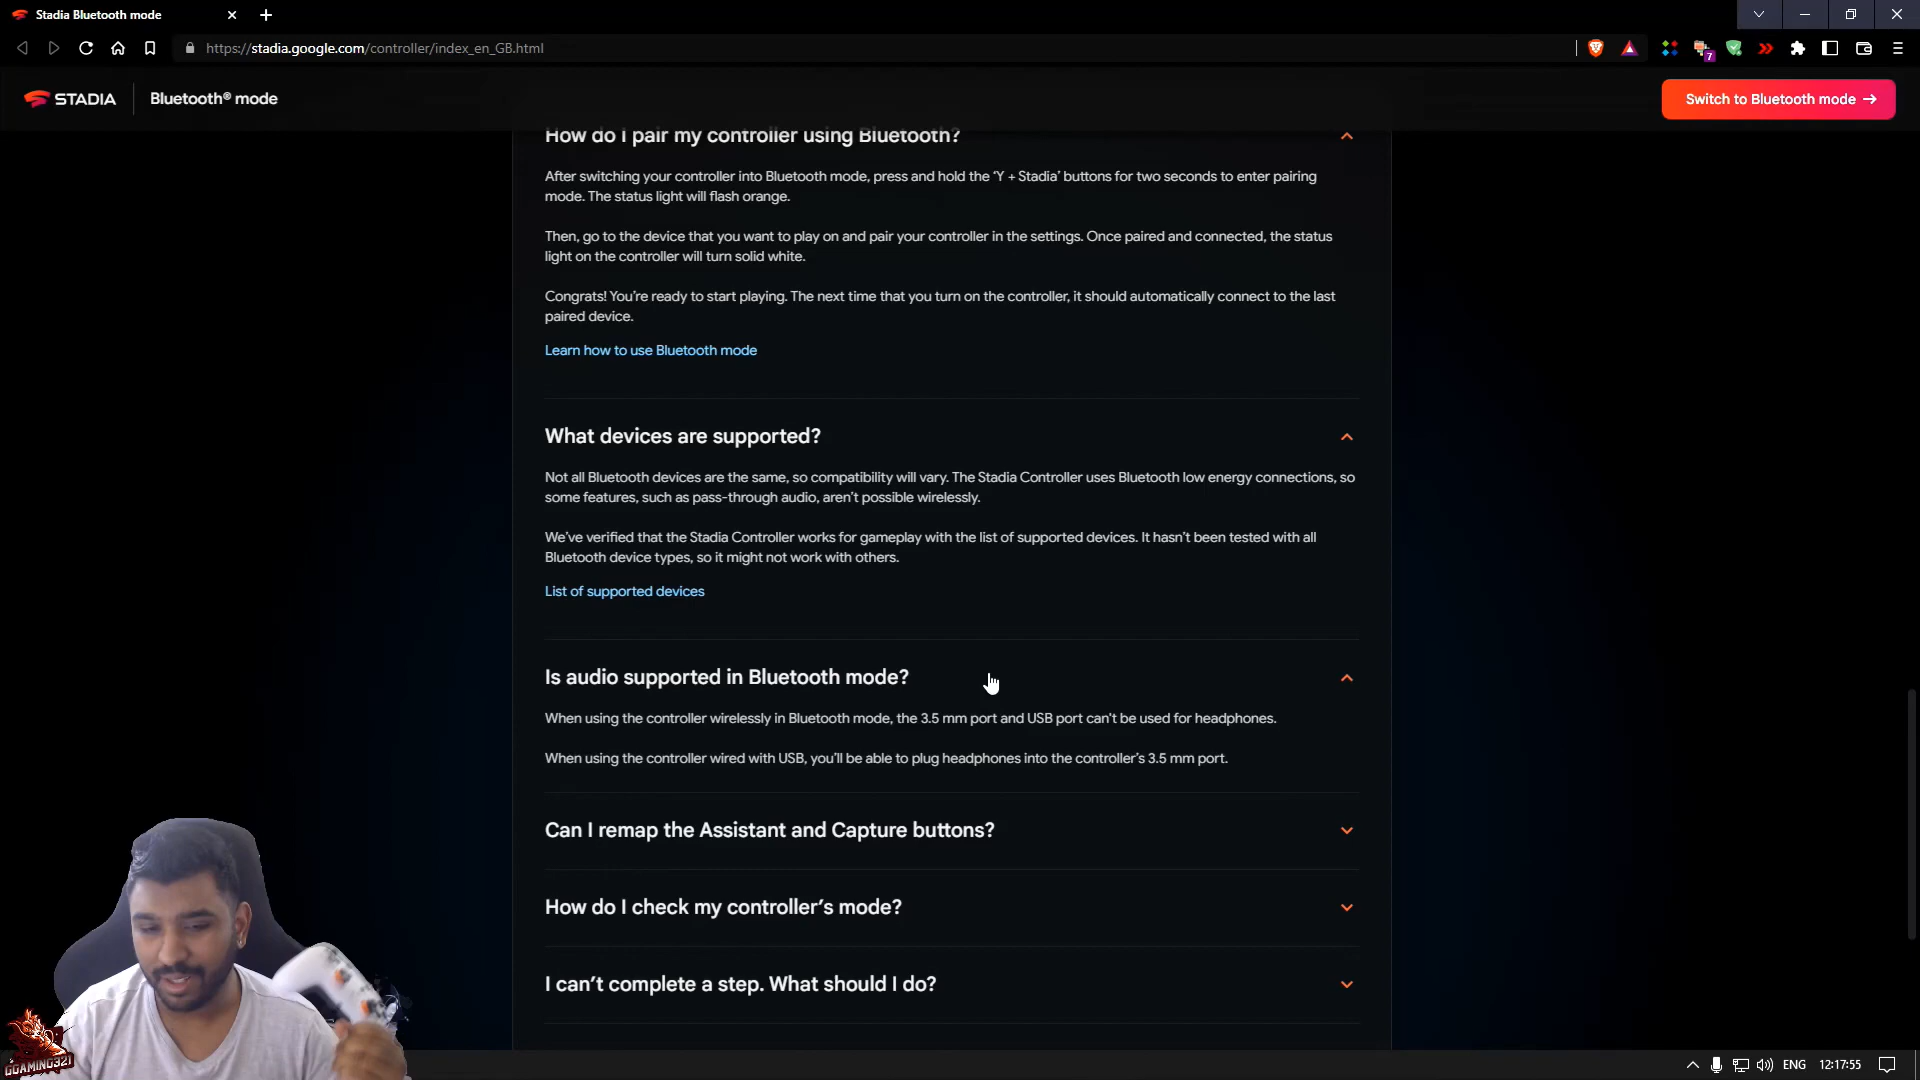 Stadia Bluetooth mode
https://stadia.google.com/controller/index_en_GB.html
7
STADIA
Bluetooth® mode
Switch to Bluetooth mode →
How do I pair my controller using Bluetooth?
After switching your controller into Bluetooth mode, press and hold the ‘Y + Stadia’ buttons for two seconds to enter pairing
mode. The status light will flash orange.
Then, go to the device that you want to play on and pair your controller in the settings. Once paired and connected, the status
light on the controller will turn solid white.
Congrats! You’re ready to start playing. The next time that you turn on the controller, it should automatically connect to the last
paired device.
Learn how to use Bluetooth mode
What devices are supported?
Not all Bluetooth devices are the same, so compatibility will vary. The Stadia Controller uses Bluetooth low energy connections, so
some features, such as pass-through audio, aren’t possible wirelessly.
We’ve verified that the Stadia Controller works for gameplay with the list of supported devices. It hasn’t been tested with all
Bluetooth device types, so it might not work with others.
List of supported devices
Is audio supported in Bluetooth mode?
When using the controller wirelessly in Bluetooth mode, the 3.5 mm port and USB port can’t be used for headphones.
When using the controller wired with USB, you’ll be able to plug headphones into the controller’s 3.5 mm port.
Can I remap the Assistant and Capture buttons?
How do I check my controller’s mode?
I can’t complete a step. What should I do?
GGAMING321
ENG
12:17:55